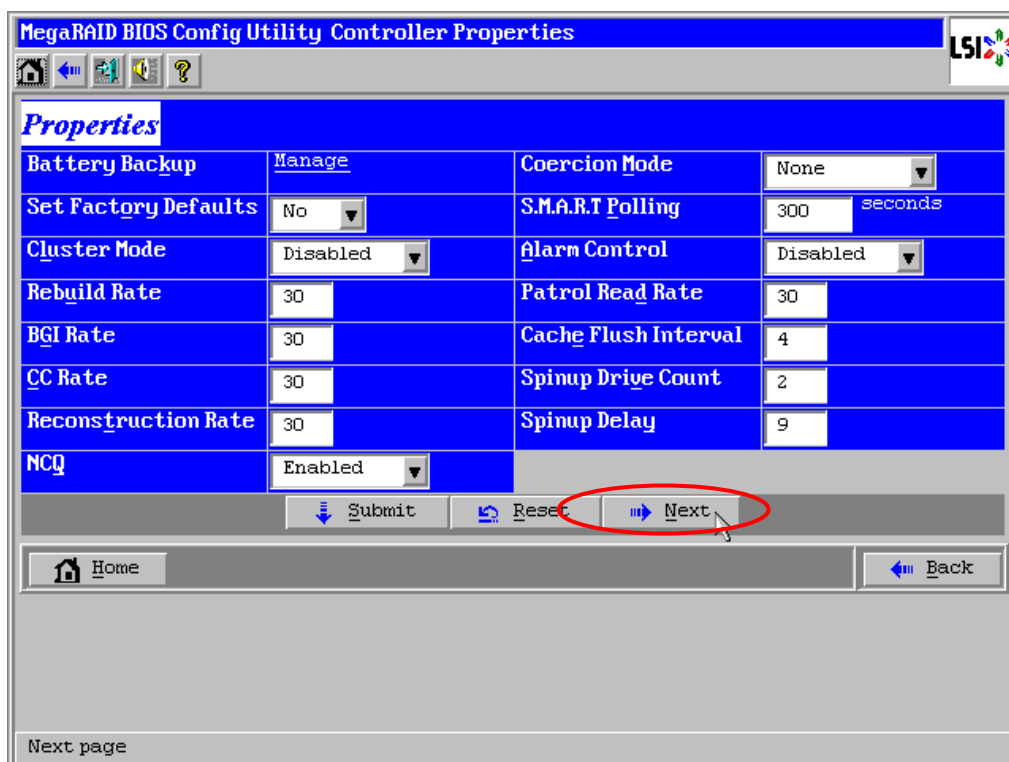 MegaRAID BIOS Config Utility Controller Properties
LSI
Properties
Battery Backup Manage Coercion Mode None
Set Factory Defaults No S.M.A.R.T Polling 300 seconds
Cluster Mode Disabled Alarm Control Disabled
Rebuild Rate 30 Patrol Read Rate 30
BGI Rate 30 Cache Flush Interval 4
CC Rate 30 Spinup Drive Count 2
Reconstruction Rate 30 Spinup Delay 9
NCQ Enabled
Submit Reset Next
Home Back
Next page